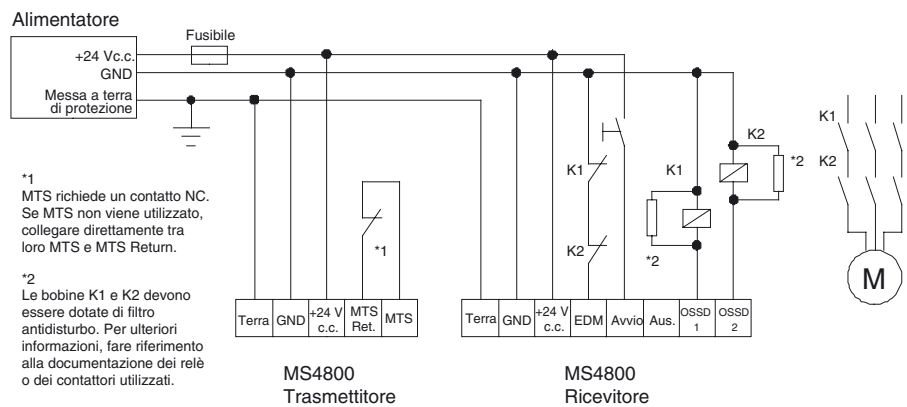 Alimentatore
Fusibile
+24 Vc.c.
GND
Messa a terra
di protezione
K1
K2
K1
K2
*2
K1
K2
*2
*1
MTS richiede un contatto NC.
Se MTS non viene utilizzato,
collegare direttamente tra
loro MTS e MTS Return.
*1
*2
Le bobine K1 e K2 devono
essere dotate di filtro
antidisturbo. Per ulteriori
informazioni, fare riferimento
alla documentazione dei relè
o dei contattori utilizzati.
M
Terra
GND
+24 V
c.c.
MTS
Ret.
MTS
Terra
GND
+24 V
c.c.
EDM
Avvio
Aus.
OSSD
1
OSSD
2
MS4800
Trasmettitore
MS4800
Ricevitore